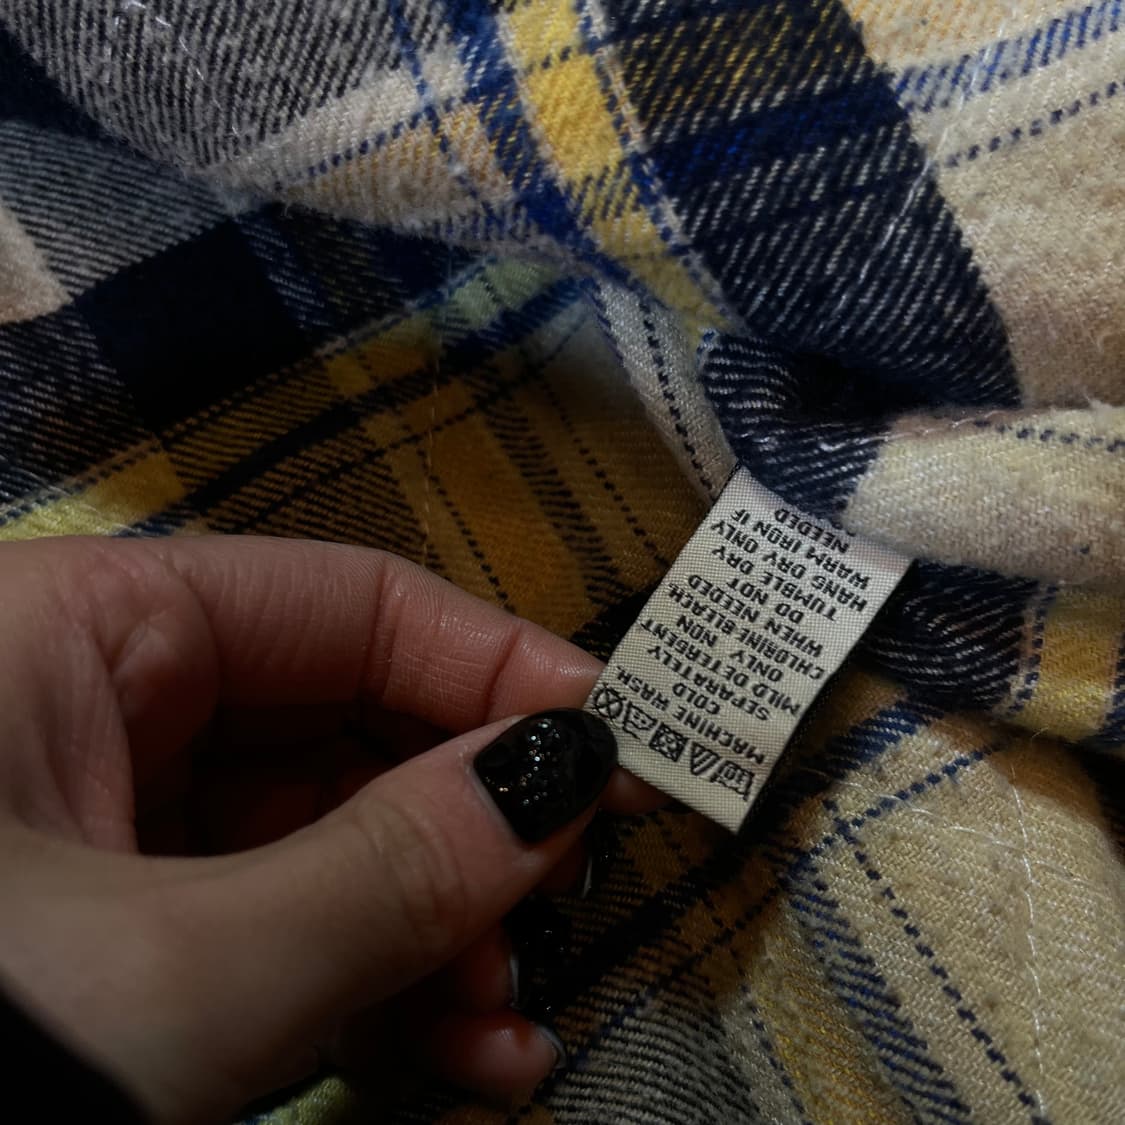 MACHINE WASH,
COLD
SEPARATELY
MILD DETERGENT,
ONLY NON
CHLORINE BLEACH
WHEN NEEDED
DO NOT
TUMBLE DRY
HANG DRY ONLY
WARM IRON IF
NEEDED